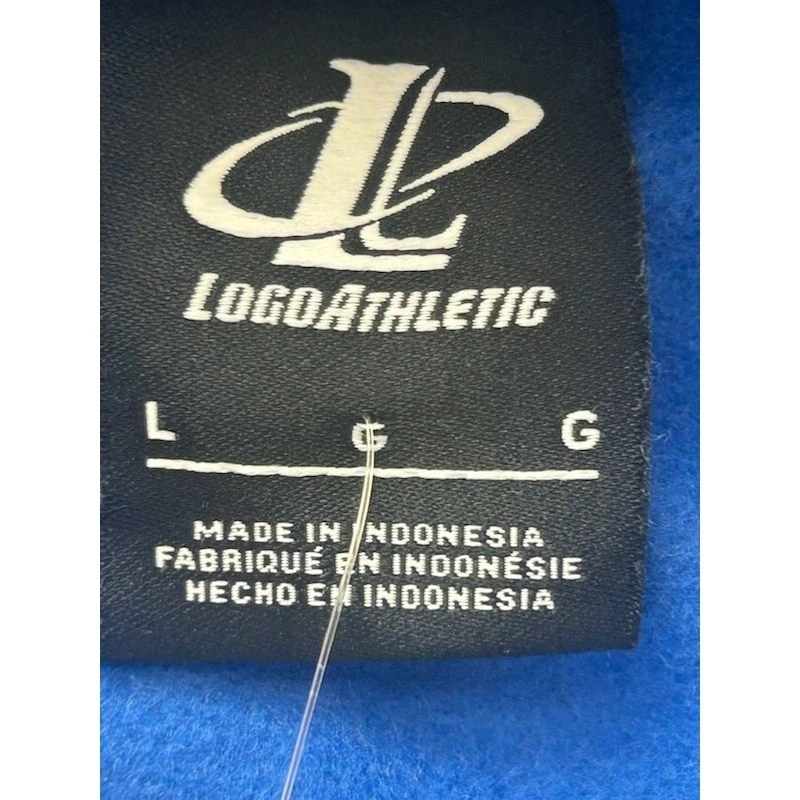 L
LOGOATHLETIC
L G G
MADE IN INDONESIA
FABRIQUÉ EN INDONÉSIE
HECHO EN INDONESIA